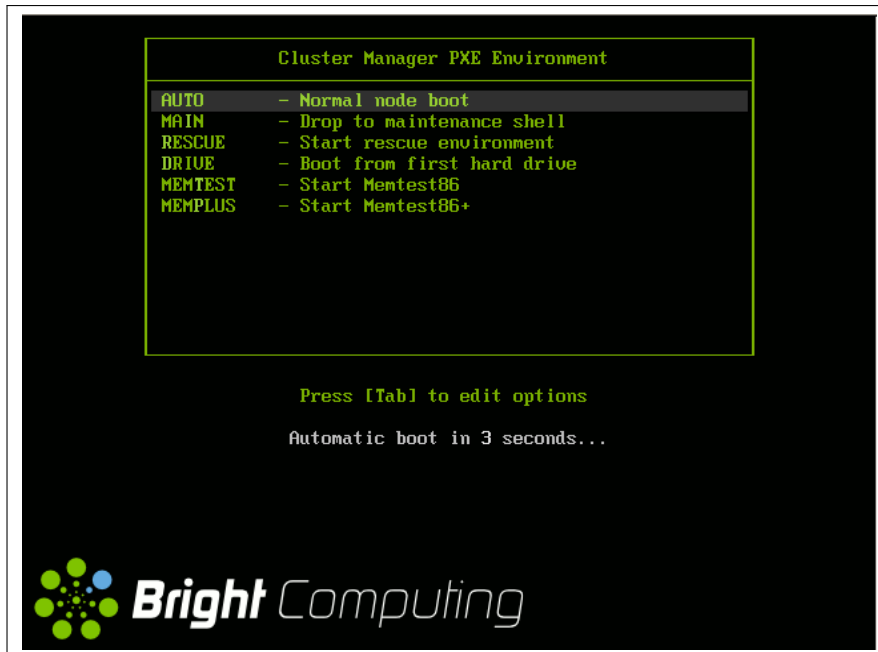 Cluster Manager PXE Environment
AUTO - Normal node boot
MAIN - Drop to maintenance shell
RESCUE - Start rescue environment
DRIVE - Boot from first hard drive
MEMTEST - Start Memtest86
MEMPLUS - Start Memtest86+
Press [Tab] to edit options
Automatic boot in 3 seconds...
Bright Computing